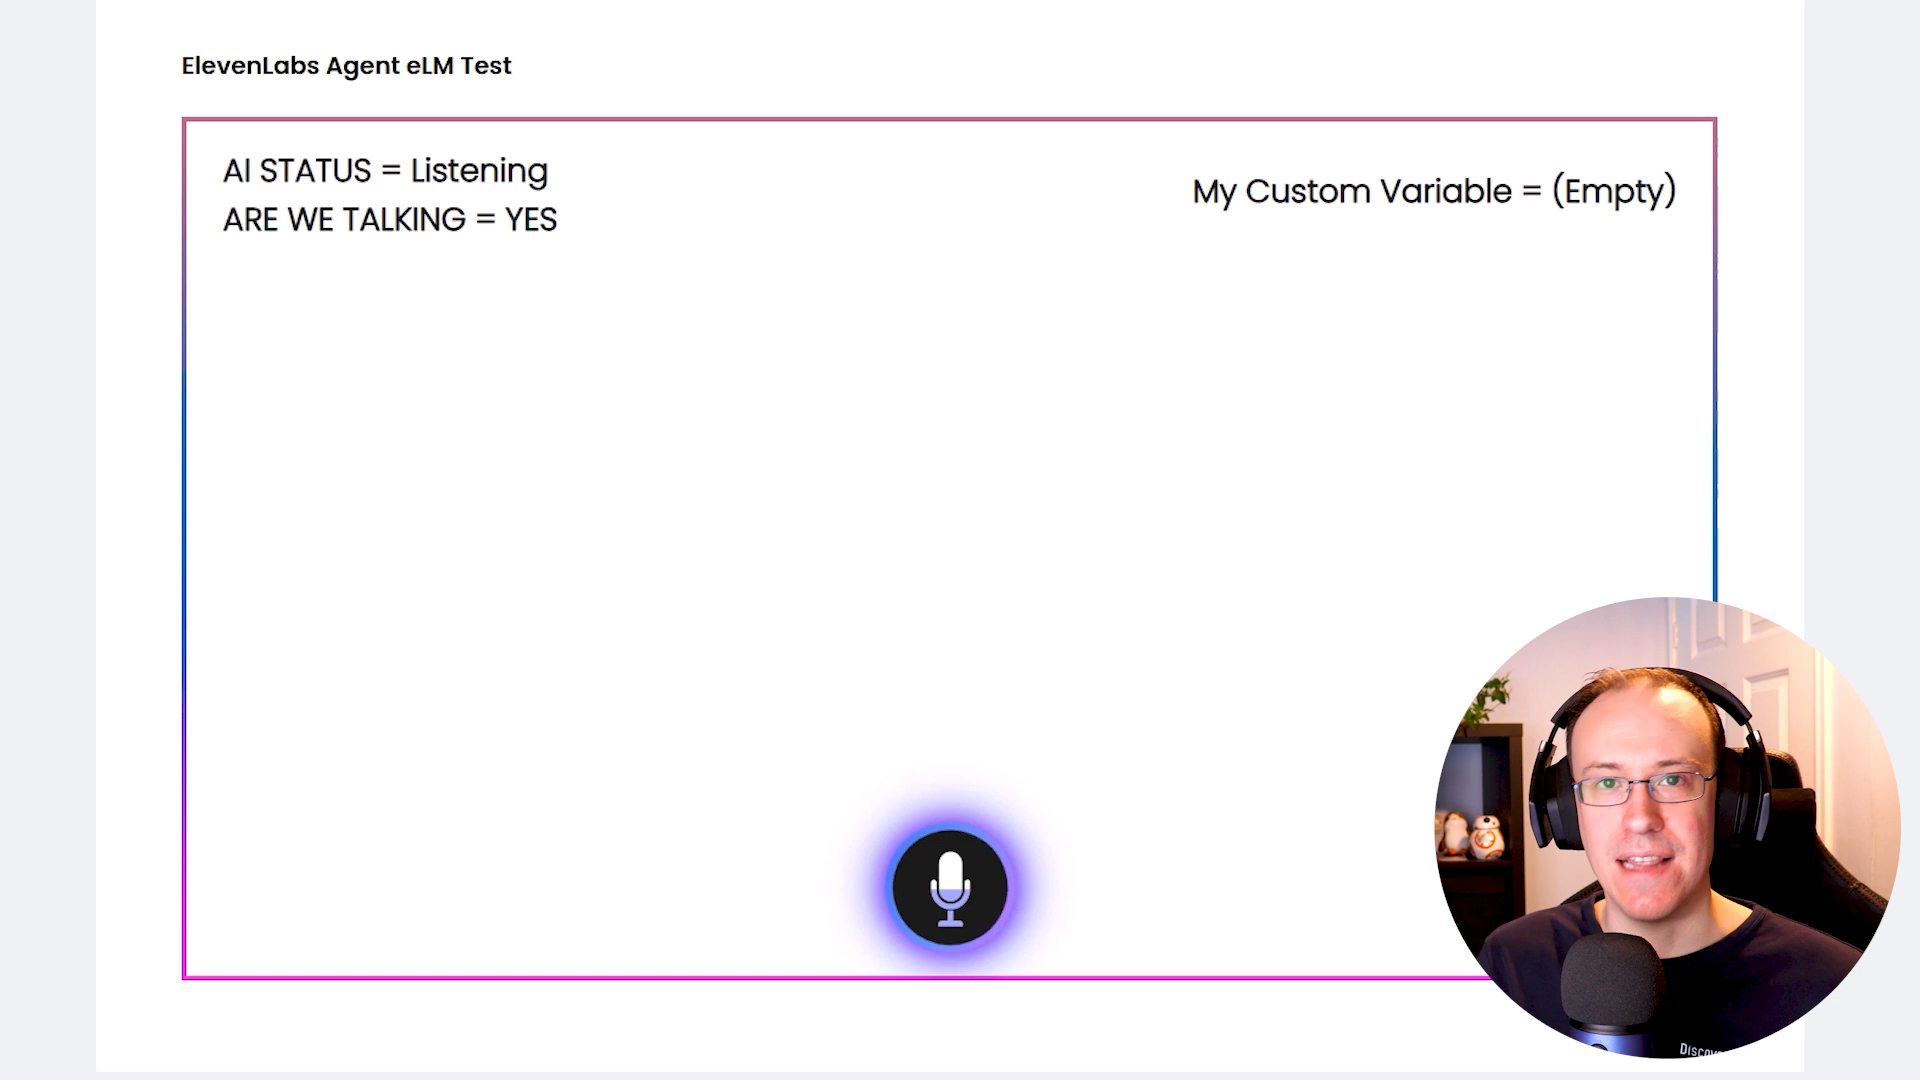 ElevenLabs Agent eLM Test
AI STATUS = Listening
ARE WE TALKING = YES
My Custom Variable = (Empty)